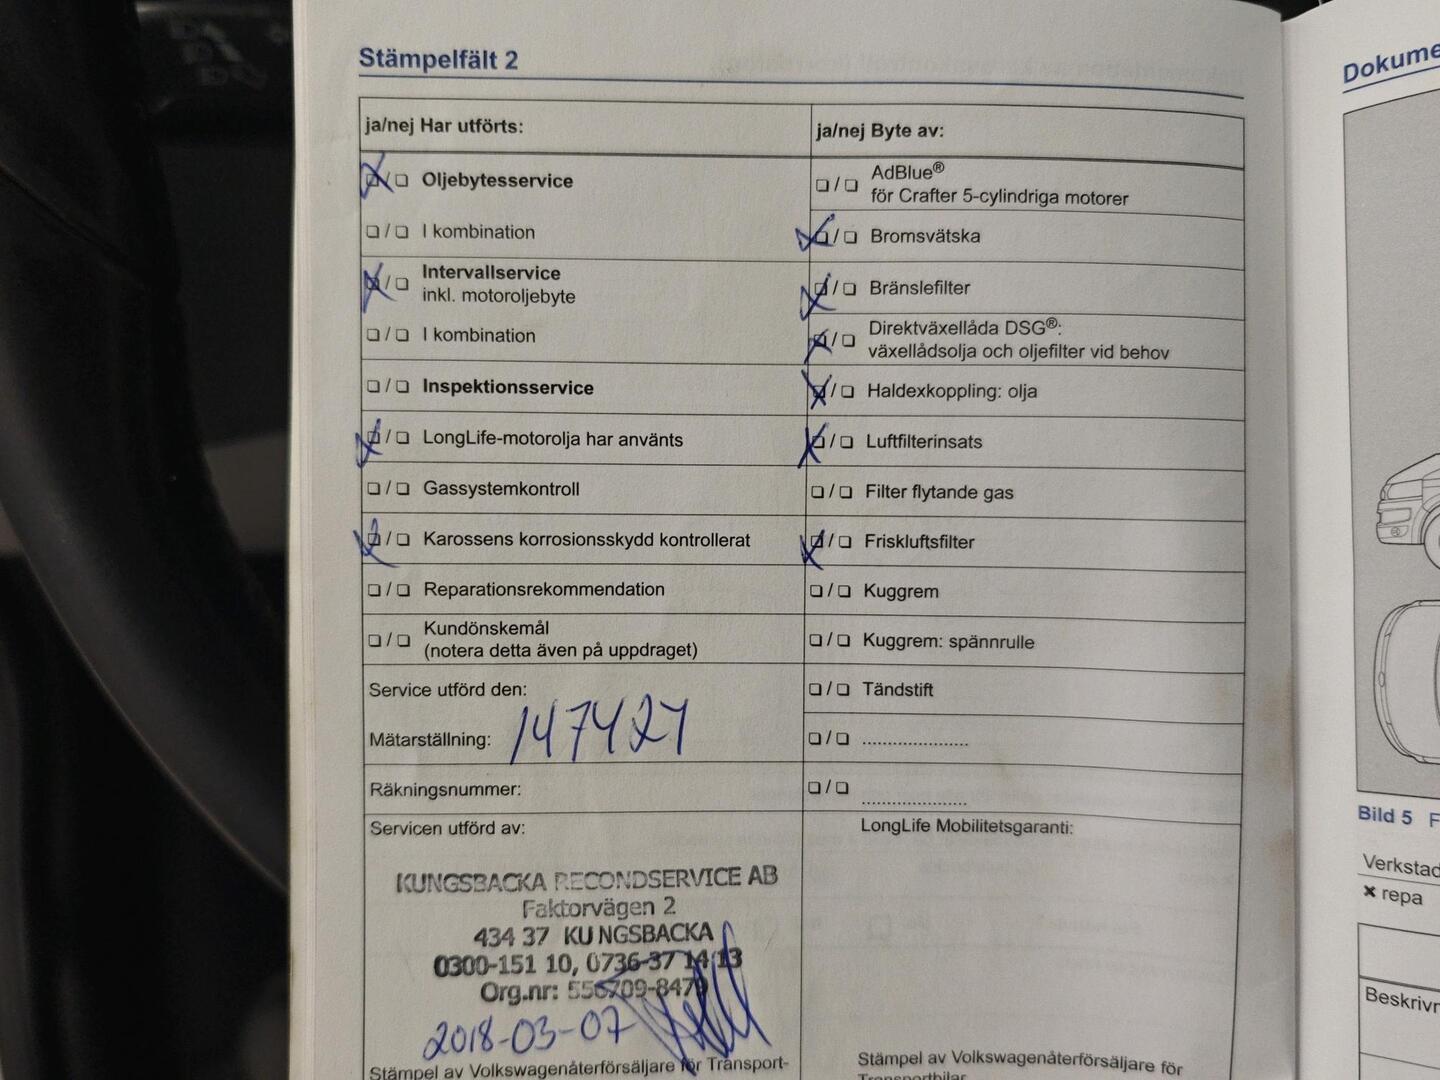 Stämpelfält 2
ja/nej Har utförts:
❏/❏ Oljebytesservice
❏/❏ I kombination
❏/❏ Intervallservice
inkl. motoroljebyte
❏/❏ I kombination
❏/❏ Inspektionsservice
❏/❏ LongLife-motorolja har använts
❏/❏ Gassystemkontroll
❏/❏ Karossens korrosionsskydd kontrollerat
❏/❏ Reparationsrekommendation
❏/❏ Kundönskemål
(notera detta även på uppdraget)
Service utförd den:
Mätarställning: 147427
Räkningsnummer:
Servicen utförd av:
KUNGSBACKA RECONDSERVICE AB
Faktorvägen 2
434 37 KUNGSBACKA
0300-151 10, 0736-37 14 13
Org.nr: 556709-8479
2018-03-07
Stämpel av Volkswagenåterförsäljare för Transport-
ja/nej Byte av:
❏/❏ AdBlue®
för Crafter 5-cylindriga motorer
❏/❏ Bromsvätska
❏/❏ Bränslefilter
❏/❏ Direktväxellåda DSG®:
växellådsolja och oljefilter vid behov
❏/❏ Haldexkoppling: olja
❏/❏ Luftfilterinsats
❏/❏ Filter flytande gas
❏/❏ Friskluftsfilter
❏/❏ Kuggrem
❏/❏ Kuggrem: spännrulle
❏/❏ Tändstift
❏/❏ .....................
❏/❏ .....................
LongLife Mobilitetsgaranti:
Stämpel av Volkswagenåterförsäljare för
Transportbilar
Dokume
Bild 5 F
Verkstad
✖ repa
Beskrivr